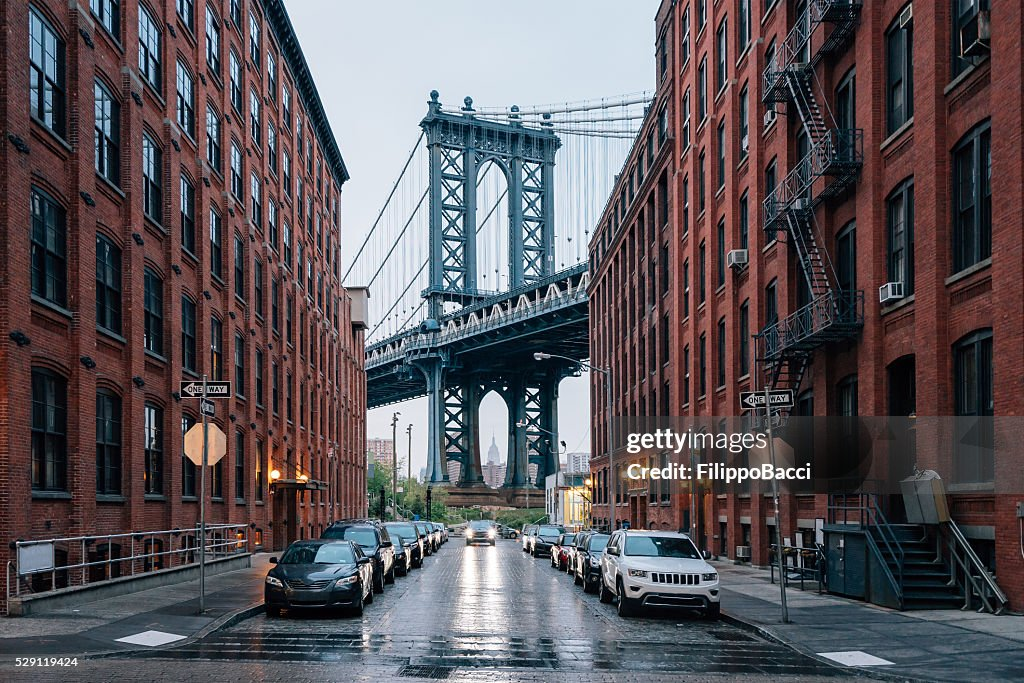 ONE WAY
ONE WAY
gettyimages®
Credit: FilippoBacci
529119424